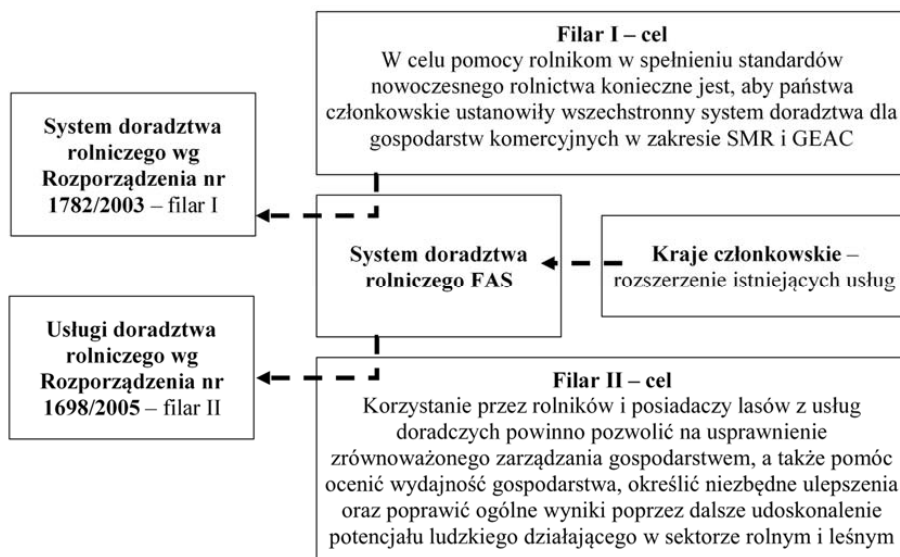 Filar I – cel
W celu pomocy rolnikom w spełnieniu standardów
nowoczesnego rolnictwa konieczne jest, aby państwa
członkowskie ustanowiły wszechstronny system doradztwa dla
gospodarstw komercyjnych w zakresie SMR i GEAC
System doradztwa
rolniczego wg
Rozporządzenia nr
1782/2003 – filar I
System doradztwa
rolniczego FAS
Kraje członkowskie –
rozszerzenie istniejących usług
Usługi doradztwa
rolniczego wg
Rozporządzenia nr
1698/2005 – filar II
Filar II – cel
Korzystanie przez rolników i posiadaczy lasów z usług
doradczych powinno pozwolić na usprawnienie
zrównoważonego zarządzania gospodarstwem, a także pomóc
ocenić wydajność gospodarstwa, określić niezbędne ulepszenia
oraz poprawić ogólne wyniki poprzez dalsze udoskonalenie
potencjału ludzkiego działającego w sektorze rolnym i leśnym